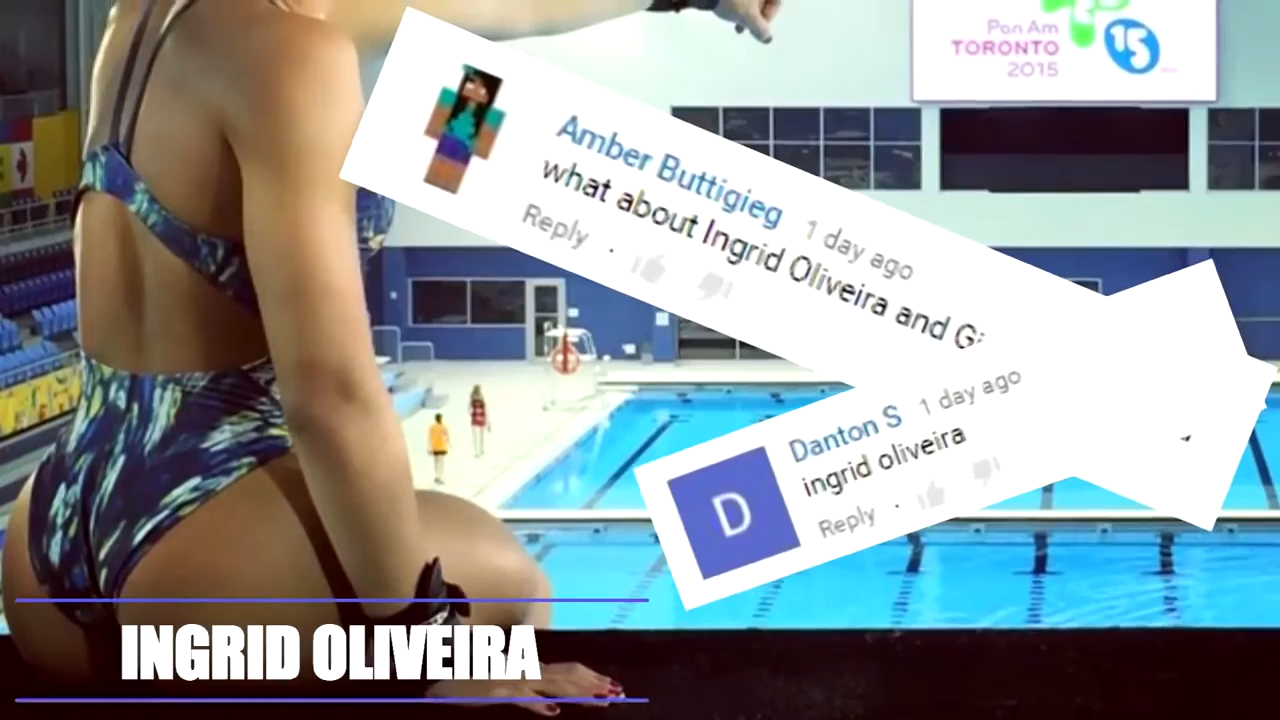 Pan Am
TORONTO
2015
15
Amber Buttigieg 1 day ago
what about Ingrid Oliveira and
Reply
Danton S 1 day ago
ingrid oliveira
Reply
D
INGRID OLIVEIRA